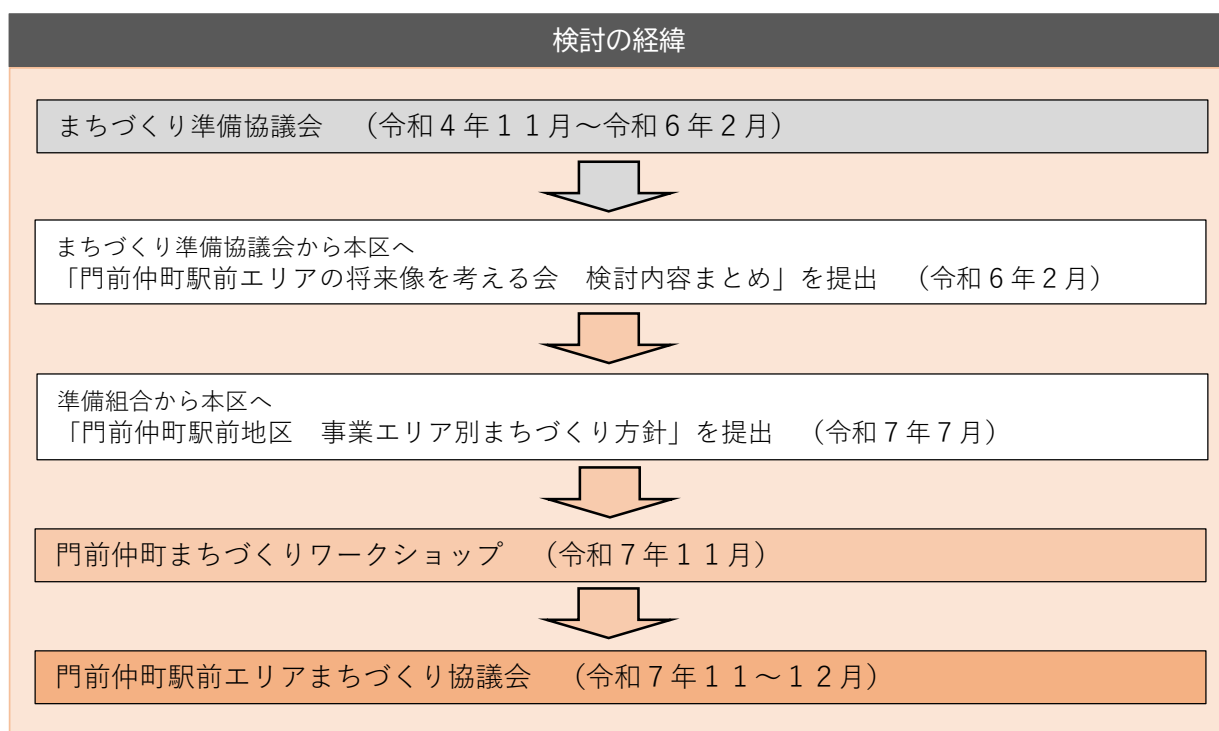 検討の経緯
まちづくり準備協議会　（令和４年１１月～令和６年２月）
まちづくり準備協議会から本区へ
「門前仲町駅前エリアの将来像を考える会　検討内容まとめ」を提出　（令和６年２月）
準備組合から本区へ
「門前仲町駅前地区　事業エリア別まちづくり方針」を提出　（令和７年７月）
門前仲町まちづくりワークショップ　（令和７年１１月）
門前仲町駅前エリアまちづくり協議会　（令和７年１１～１２月）